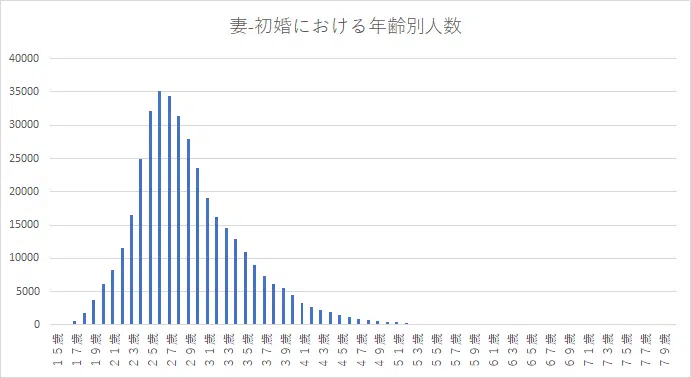 妻-初婚における年齢別人数
40000
35000
30000
25000
20000
15000
10000
5000
0
15歳
17歳
19歳
21歳
23歳
25歳
27歳
29歳
31歳
33歳
35歳
37歳
39歳
41歳
43歳
45歳
47歳
49歳
51歳
53歳
55歳
57歳
59歳
61歳
63歳
65歳
67歳
69歳
71歳
73歳
75歳
77歳
79歳